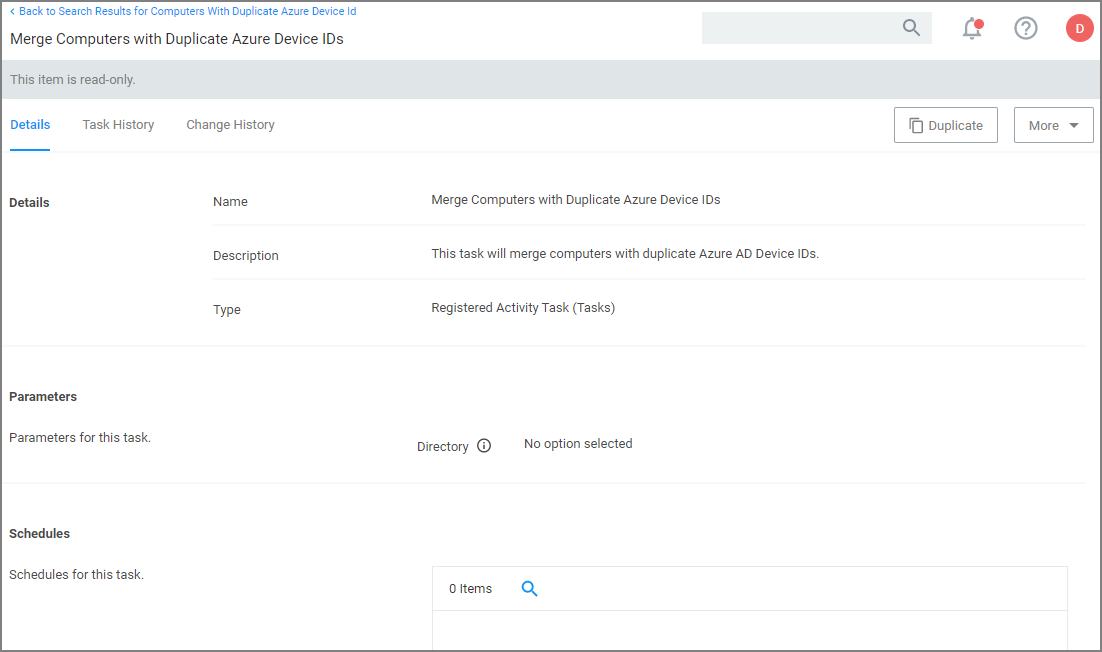 Back to Search Results for Computers With Duplicate Azure Device Id
Merge Computers with Duplicate Azure Device IDs
D
This item is read-only.
Details
Task History
Change History
Duplicate
More
Details
Name
Merge Computers with Duplicate Azure Device IDs
Description
This task will merge computers with duplicate Azure AD Device IDs.
Type
Registered Activity Task (Tasks)
Parameters
Parameters for this task.
Directory
No option selected
Schedules
Schedules for this task.
0 Items